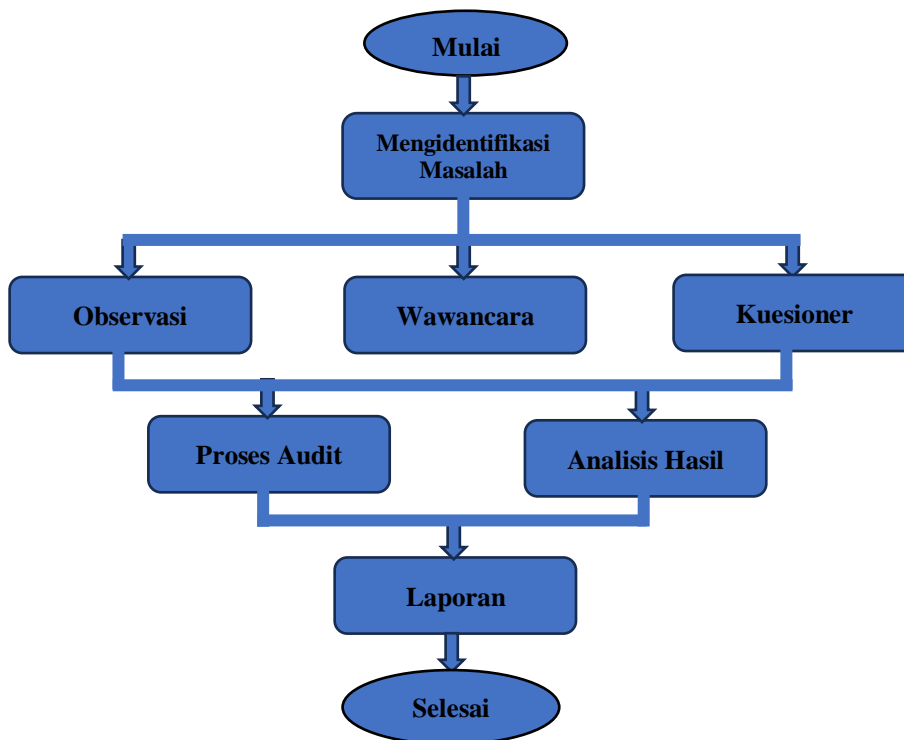 Mulai
Mengidentifikasi
Masalah
Observasi
Wawancara
Kuesioner
Proses Audit
Analisis Hasil
Laporan
Selesai